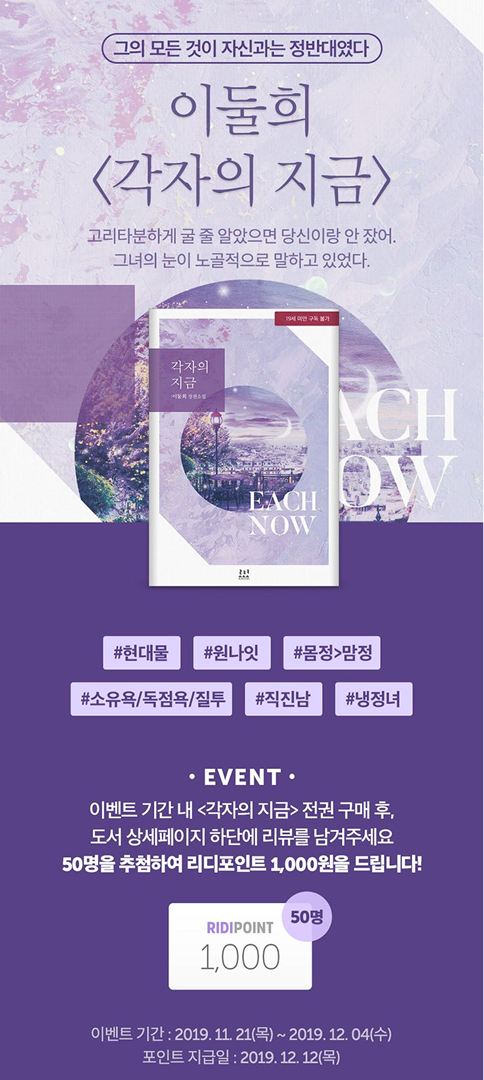 그의 모든 것이 자신과는 정반대였다
이둘희
〈각자의 지금〉
고리타분하게 굴 줄 알았으면 당신이랑 안 잤어.
그녀의 눈이 노골적으로 말하고 있었다.
19세 미만 구독 불가
각자의
지금
이둘희 장편소설
EACH
NOW
ACH
OW
#현대물
#원나잇
#몸정>맘정
#소유욕/독점욕/질투
#직진남
#냉정녀
• EVENT •
이벤트 기간 내 <각자의 지금> 전권 구매 후,
도서 상세페이지 하단에 리뷰를 남겨주세요
50명을 추첨하여 리디포인트 1,000원을 드립니다!
50명
RIDIPOINT
1,000
이벤트 기간 : 2019. 11. 21(목) ~ 2019. 12. 04(수)
포인트 지급일 : 2019. 12. 12(목)